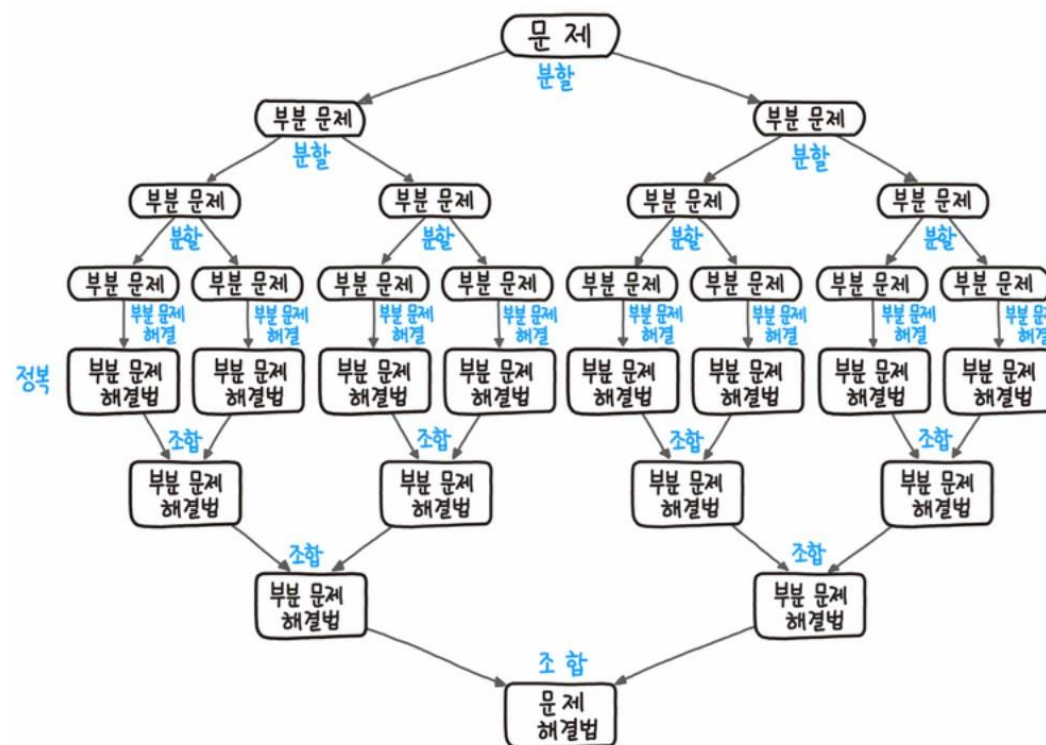 문 제
분할
부분 문제
부분 문제
분할
분할
부분 문제
부분 문제
부분 문제
부분 문제
분할
분할
분할
분할
부분 문제
부분 문제
부분 문제
부분 문제
부분 문제
부분 문제
부분 문제
부분 문제
부분 문제
해결
부분 문제
해결
부분 문제
해결
부분 문제
해결
부분 문제
해결
부분 문제
해결
부분 문제
해결
부분 문제
해결
정복
부분 문제
해결법
부분 문제
해결법
부분 문제
해결법
부분 문제
해결법
부분 문제
해결법
부분 문제
해결법
부분 문제
해결법
부분 문제
해결법
조합
조합
조합
조합
부분 문제
해결법
부분 문제
해결법
부분 문제
해결법
부분 문제
해결법
조합
조합
부분 문제
해결법
부분 문제
해결법
조 합
문 제
해결법